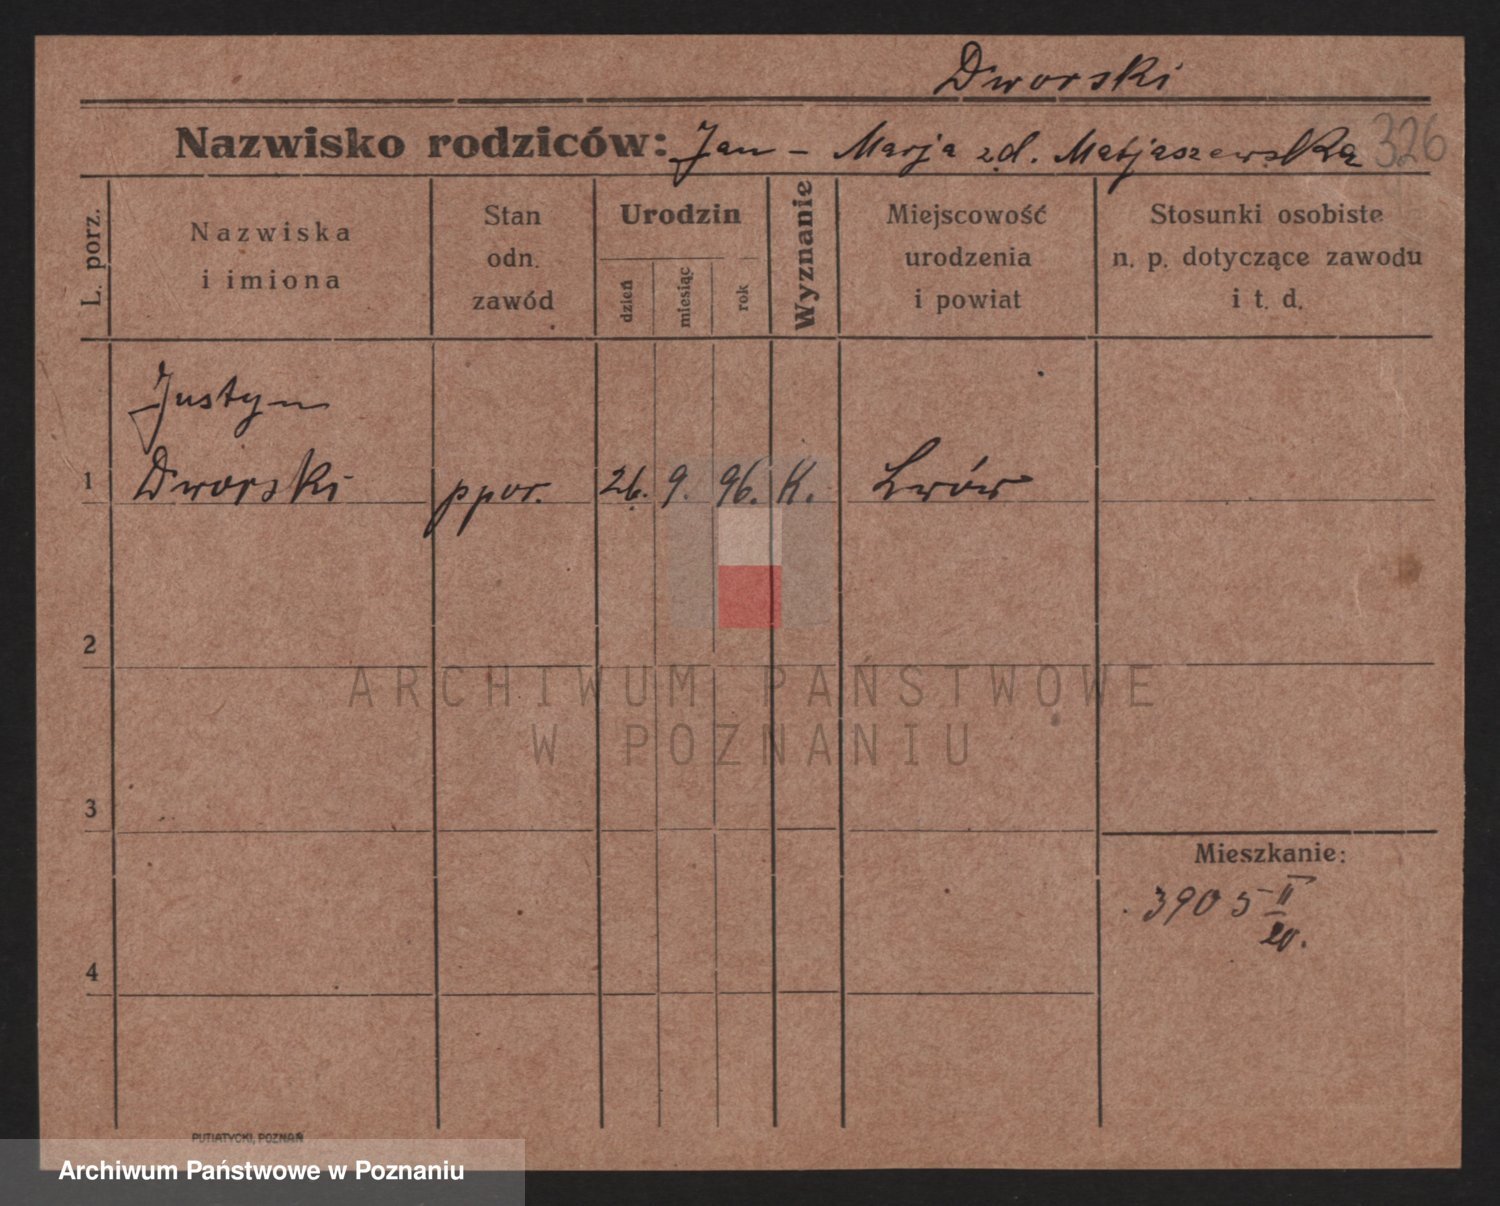 Dworski
Nazwisko rodziców: Jan – Marja zd. Matjaszewska 326
L. porz.
Nazwiska
i imiona
Stan
odn.
zawód
Urodzin
dzień
miesiąc
rok
Wyznanie
Miejscowość
urodzenia
i powiat
Stosunki osobiste
n. p. dotyczące zawodu
i t. d.
Justyn
1 Dworski ppor. 26. 9. 96. K. Lwów
2
ARCHIWUM PAŃSTWOWE
W POZNANIU
3
Mieszkanie:
3905 II
20.
4
PUTIATYCKI, POZNAŃ
Archiwum Państwowe w Poznaniu